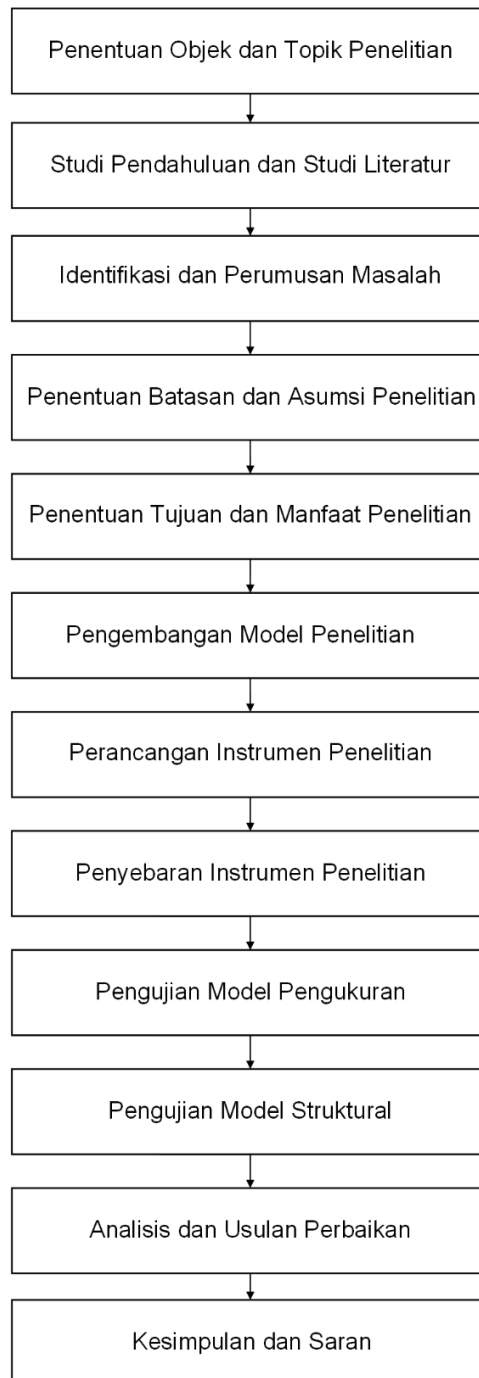 Penentuan Objek dan Topik Penelitian
Studi Pendahuluan dan Studi Literatur
Identifikasi dan Perumusan Masalah
Penentuan Batasan dan Asumsi Penelitian
Penentuan Tujuan dan Manfaat Penelitian
Pengembangan Model Penelitian
Perancangan Instrumen Penelitian
Penyebaran Instrumen Penelitian
Pengujian Model Pengukuran
Pengujian Model Struktural
Analisis dan Usulan Perbaikan
Kesimpulan dan Saran